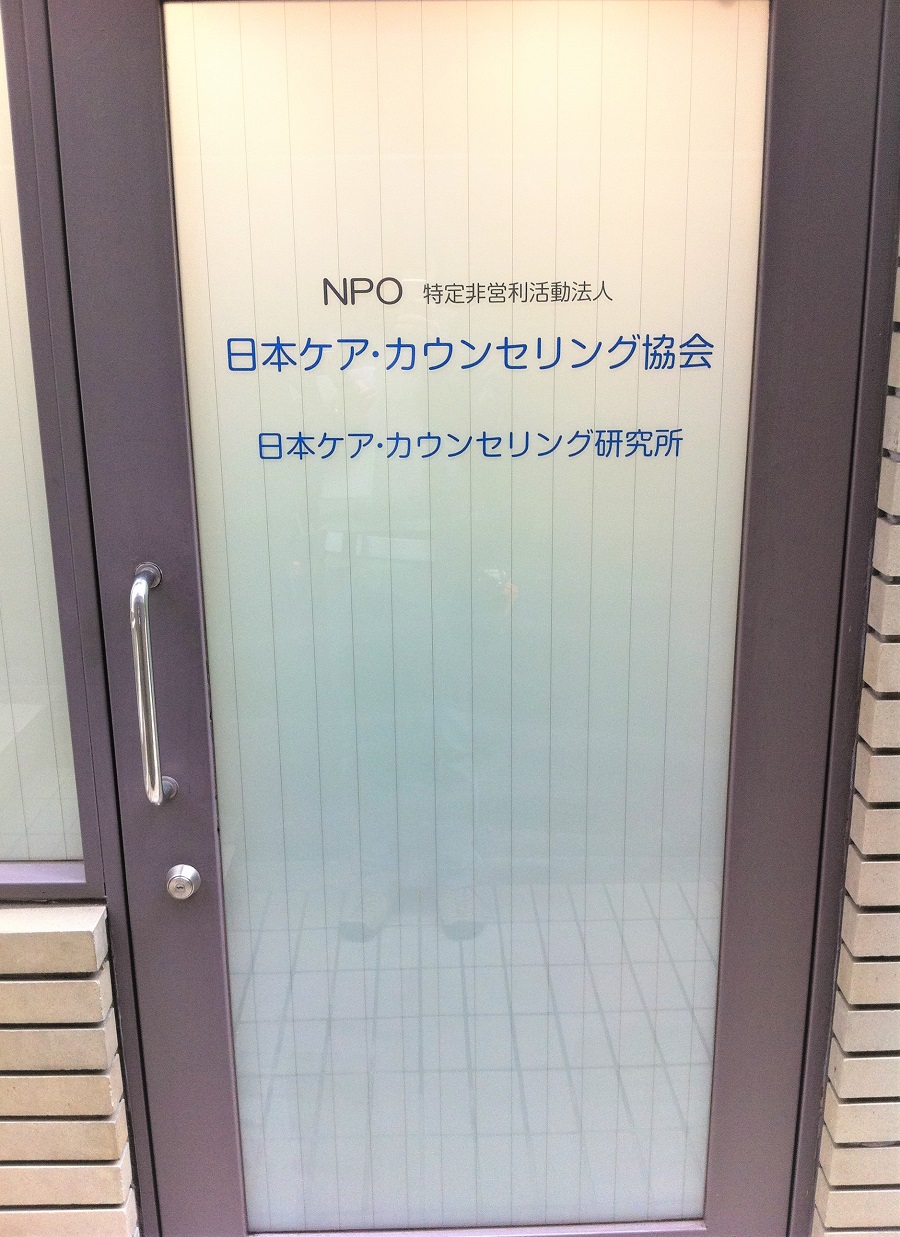 NPO 特定非営利活動法人
日本ケア・カウンセリング協会
日本ケア・カウンセリング研究所